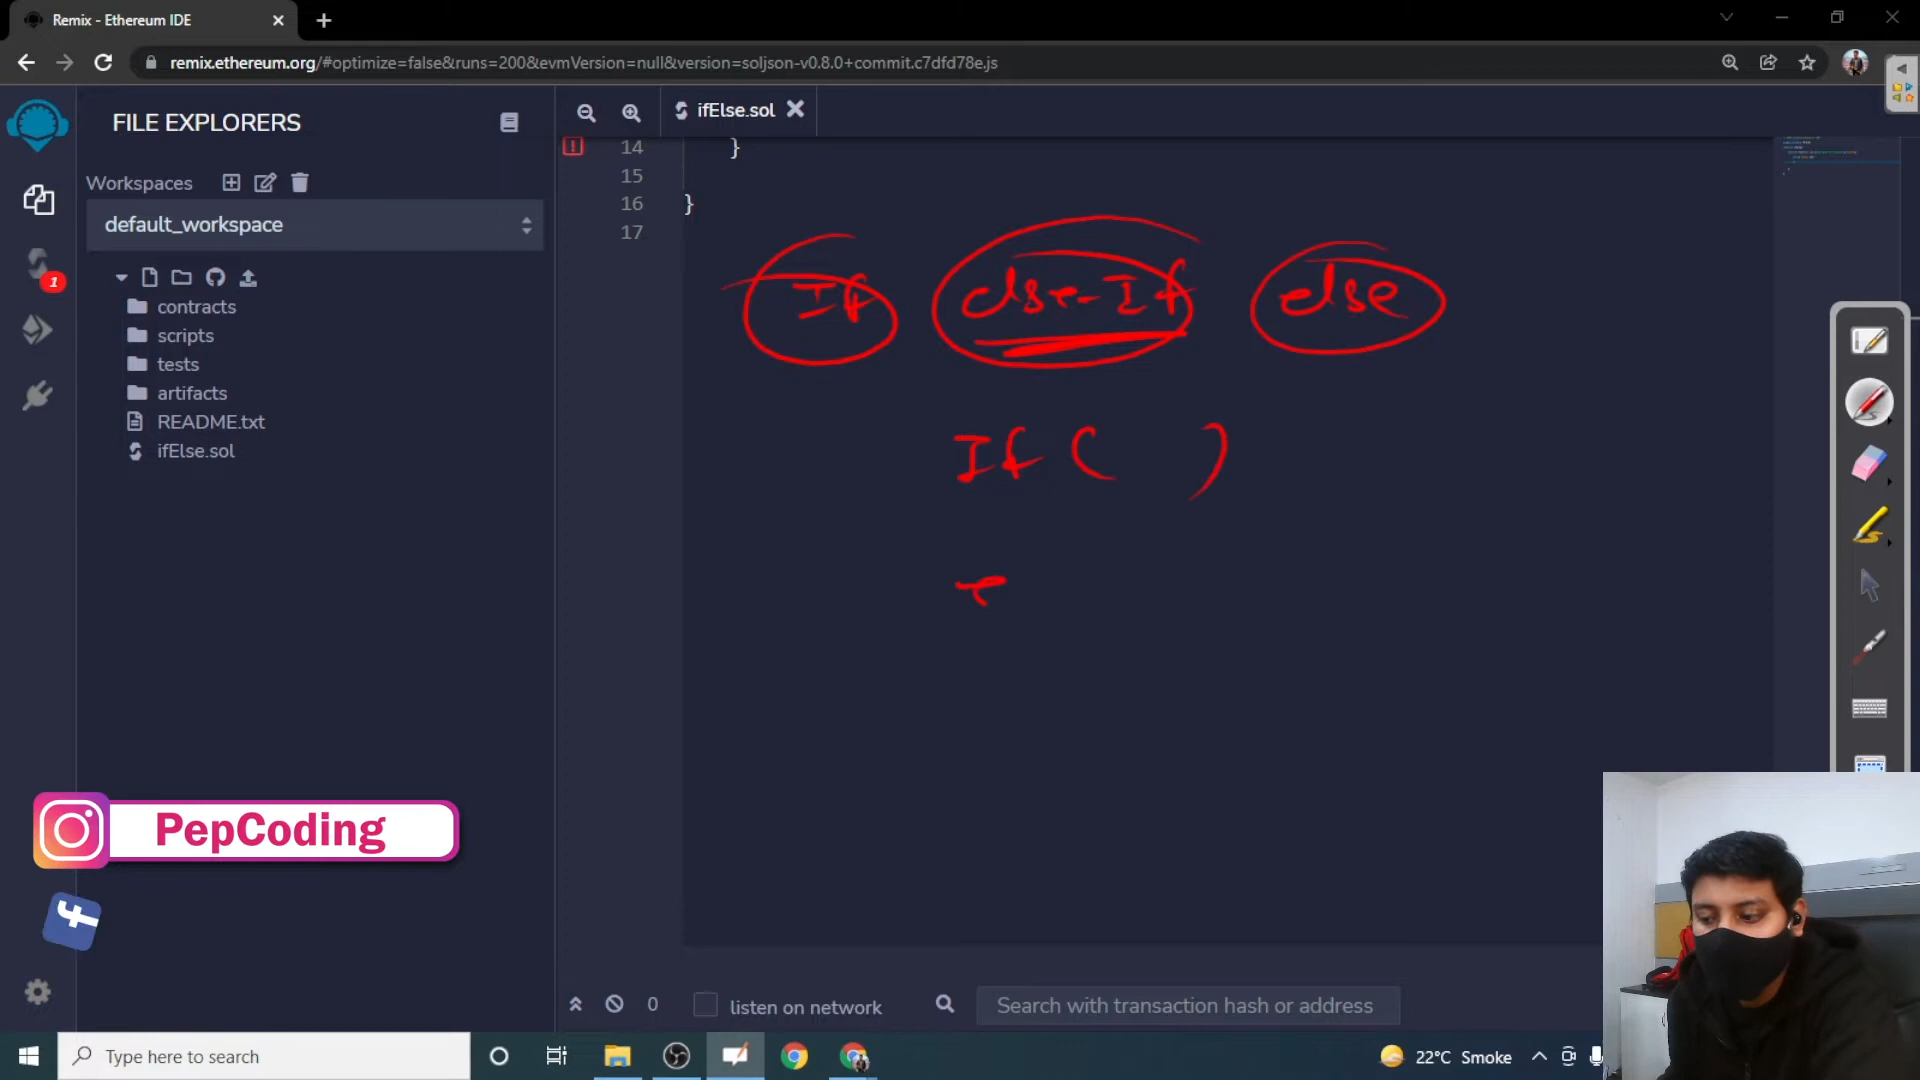 Remix - Ethereum IDE
remix.ethereum.org/#optimize=false&runs=200&evmVersion=null&version=soljson-v0.8.0+commit.c7dfd78e.js
FILE EXPLORERS
ifElse.sol
14 }
15
16 }
17
Workspaces
default_workspace
1
contracts
scripts
tests
artifacts
README.txt
ifElse.sol
If else-If else
If ( )
e
PepCoding
f
0 listen on network
Search with transaction hash or address
Type here to search
22°C Smoke